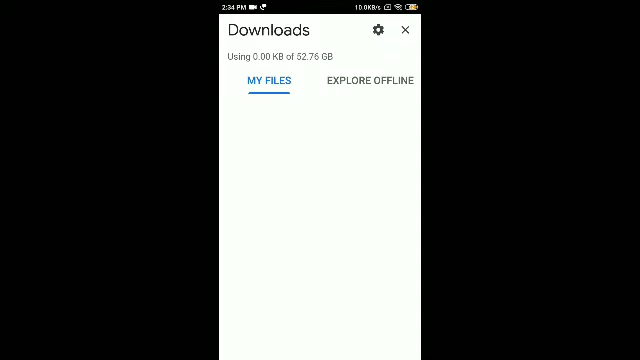 2:34 PM 10.0KB/s
Downloads
Using 0.00 KB of 52.76 GB
MY FILES EXPLORE OFFLINE